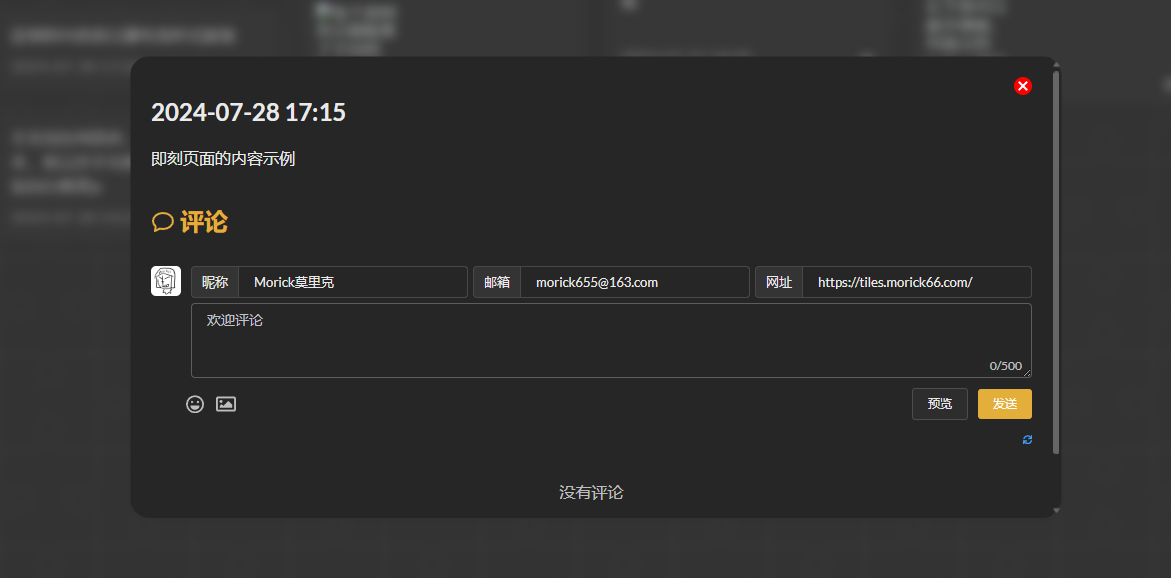 2024-07-28 17:15
即刻页面的内容示例
评论
昵称 Morick莫里克 邮箱 morick655@163.com 网址 https://tiles.morick66.com/
欢迎评论
0/500
预览 发送
没有评论